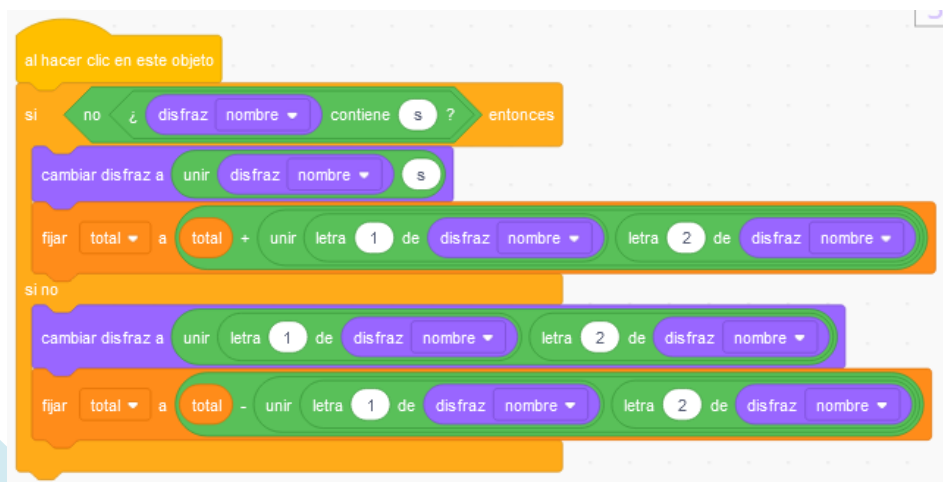 al hacer clic en este objeto
si no ¿ disfraz nombre contiene s ? entonces
cambiar disfraz a unir disfraz nombre s
fijar total a total + unir letra 1 de disfraz nombre letra 2 de disfraz nombre
si no
cambiar disfraz a unir letra 1 de disfraz nombre letra 2 de disfraz nombre
fijar total a total - unir letra 1 de disfraz nombre letra 2 de disfraz nombre